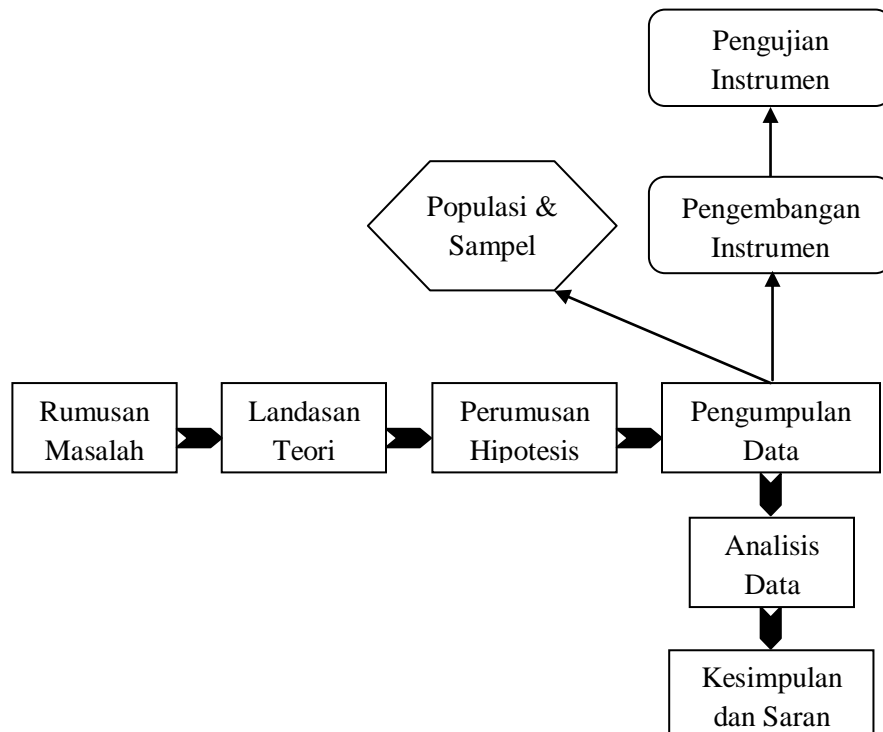 Pengujian
Instrumen
Populasi &
Sampel
Pengembangan
Instrumen
Rumusan
Masalah
Landasan
Teori
Perumusan
Hipotesis
Pengumpulan
Data
Analisis
Data
Kesimpulan
dan Saran